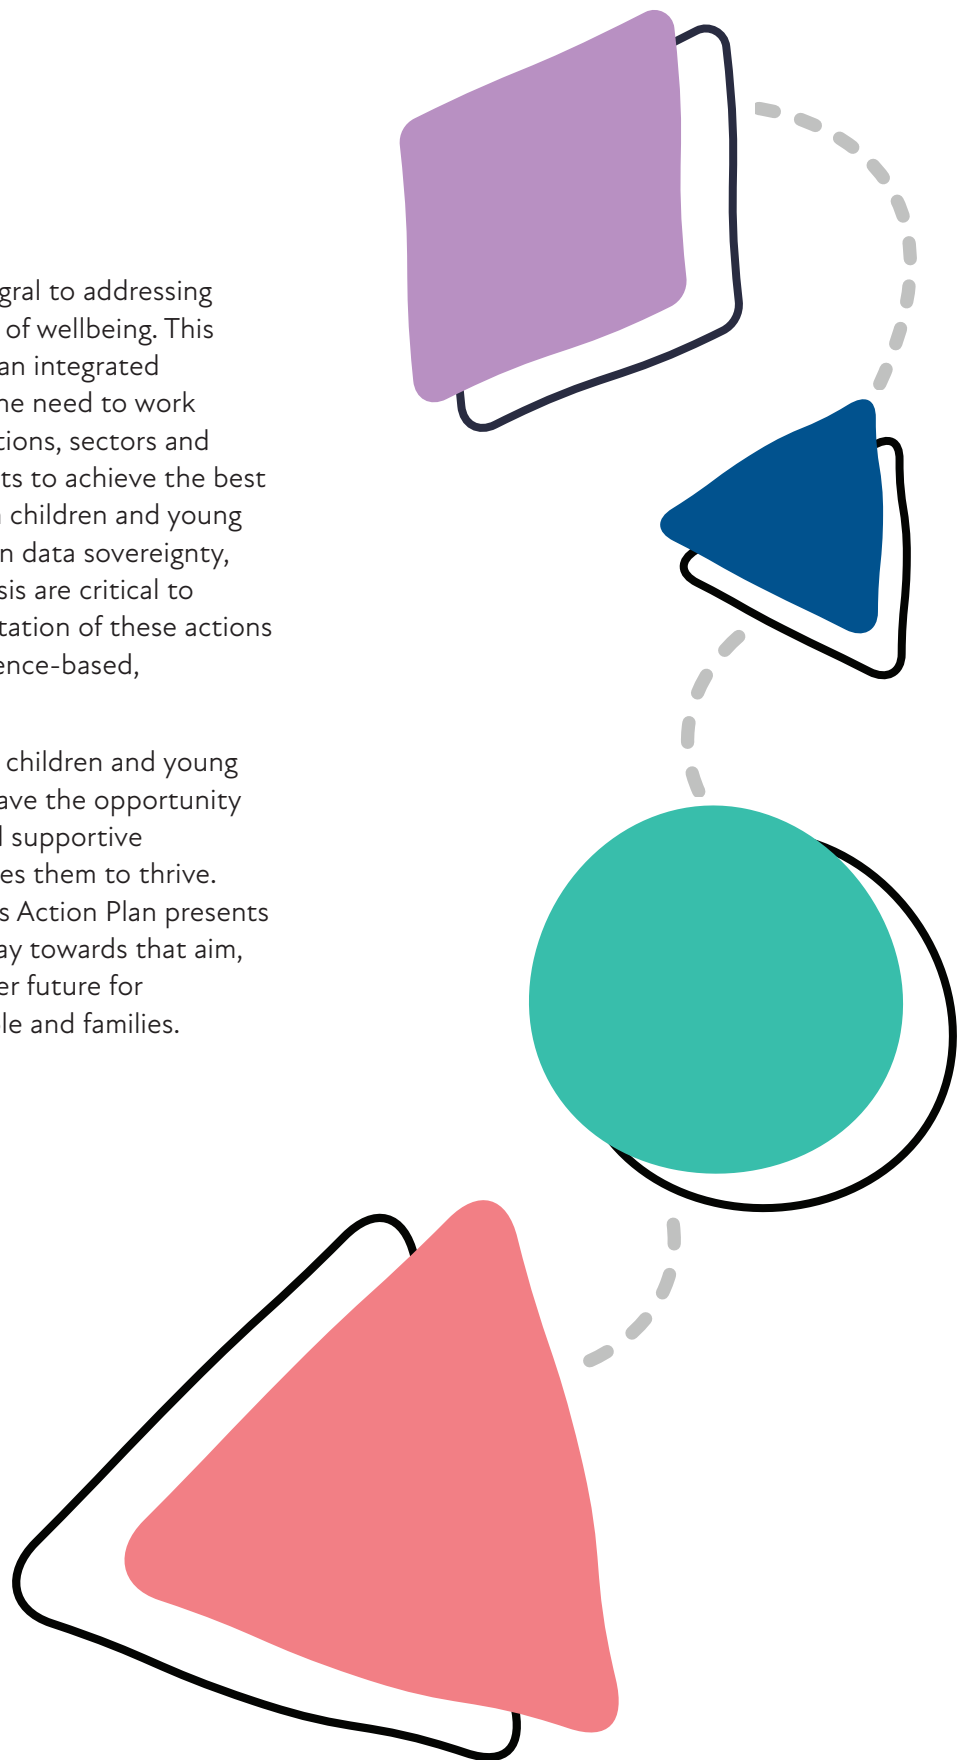 gral to addressing
of wellbeing. This
an integrated
ne need to work
tions, sectors and
ts to achieve the best
children and young
n data sovereignty,
sis are critical to
tation of these actions
ence-based,
children and young
ave the opportunity
supportive
es them to thrive.
s Action Plan presents
ay towards that aim,
er future for
le and families.